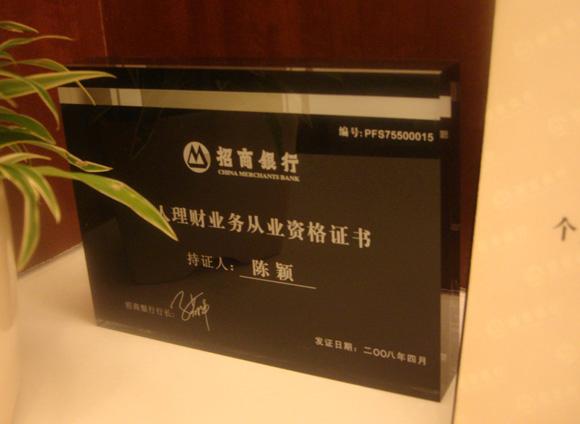 编号: PFS75500015
招商银行
CHINA MERCHANTS BANK
人理财业务从业资格证书
持证人: 陈颖
招商银行行长:
发证日期: 二〇〇八年四月
个